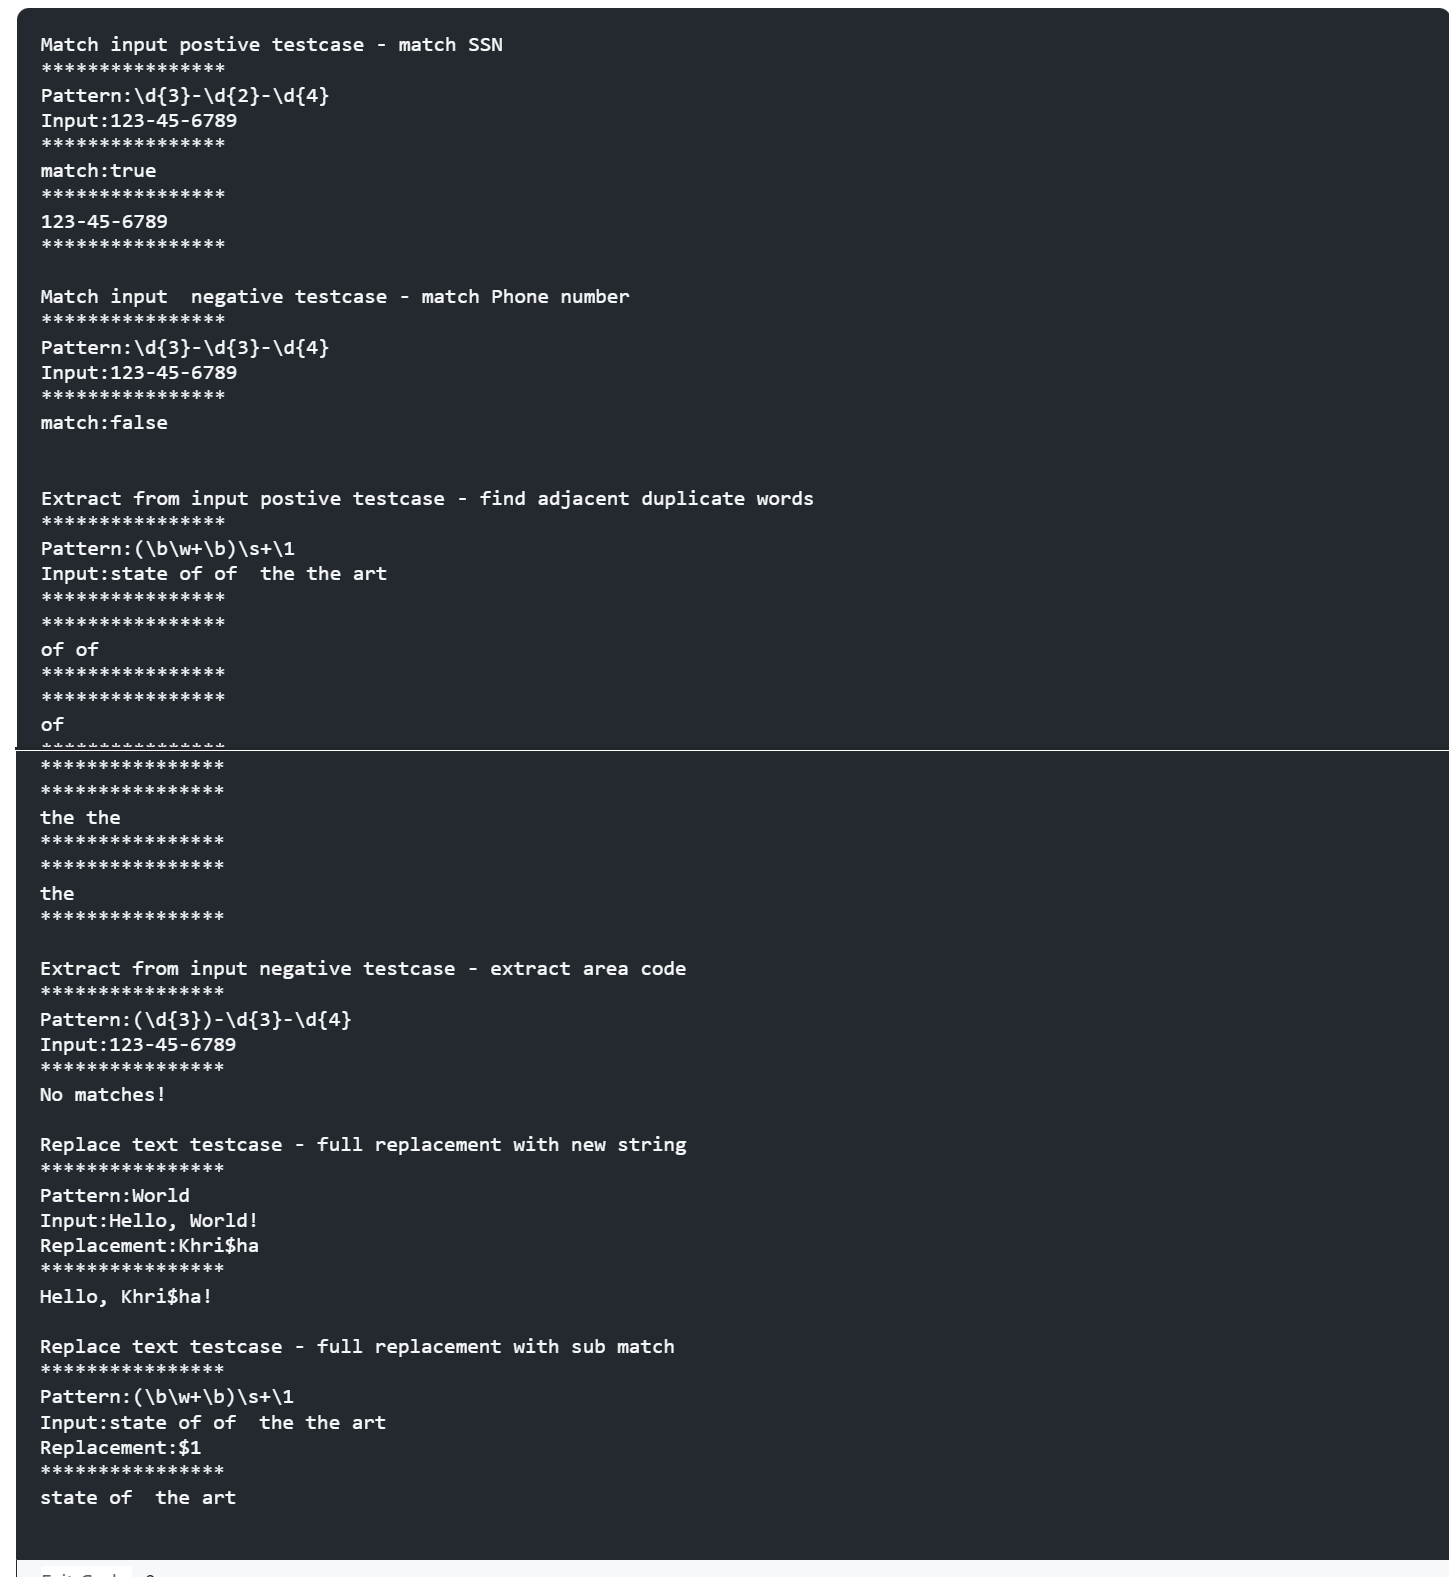 Match input postive testcase - match SSN
****************
Pattern:\d{3}-\d{2}-\d{4}
Input:123-45-6789
****************
match:true
****************
123-45-6789
****************
Match input  negative testcase - match Phone number
****************
Pattern:\d{3}-\d{3}-\d{4}
Input:123-45-6789
****************
match:false
Extract from input postive testcase - find adjacent duplicate words
****************
Pattern:(\b\w+\b)\s+\1
Input:state of of  the the art
****************
****************
of of
****************
****************
of
****************
****************
****************
the the
****************
****************
the
****************
Extract from input negative testcase - extract area code
****************
Pattern:(\d{3})-\d{3}-\d{4}
Input:123-45-6789
****************
No matches!
Replace text testcase - full replacement with new string
****************
Pattern:World
Input:Hello, World!
Replacement:Khri$ha
****************
Hello, Khri$ha!
Replace text testcase - full replacement with sub match
****************
Pattern:(\b\w+\b)\s+\1
Input:state of of  the the art
Replacement:$1
****************
state of  the art